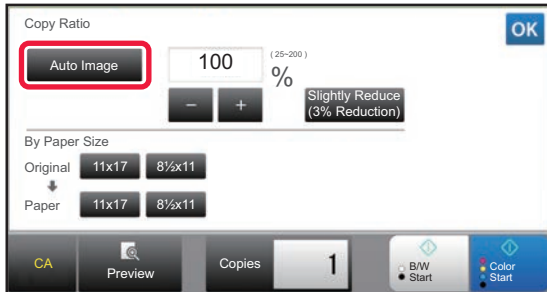 Copy Ratio
OK
Auto Image
100
(25~200)
%
－
＋
Slightly Reduce
(3% Reduction)
By Paper Size
Original 11x17 8½x11
Paper 11x17 8½x11
CA
Preview
Copies
1
B/W
Start
Color
Start